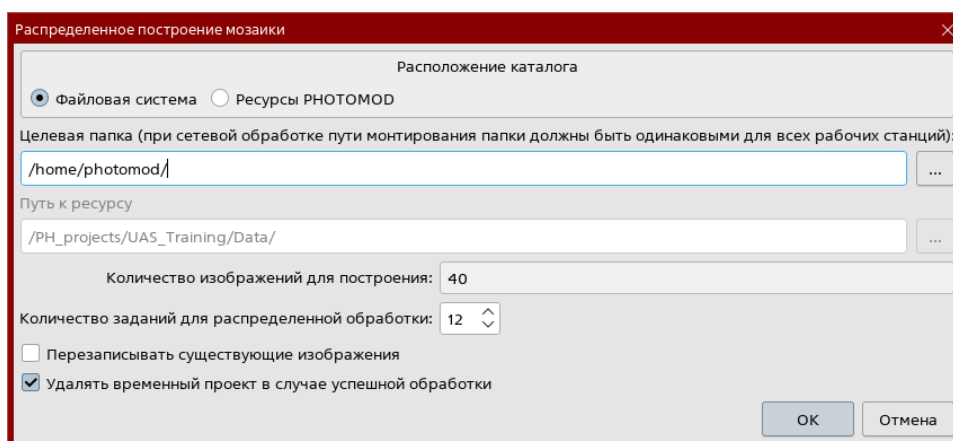 Распределенное построение мозаики
Расположение каталога
Файловая система Ресурсы PHOTOMOD
Целевая папка (при сетевой обработке пути монтирования папки должны быть одинаковыми для всех рабочих станций):
/home/photomod/
...
Путь к ресурсу
/PH_projects/UAS_Training/Data/
...
Количество изображений для построения: 40
Количество заданий для распределенной обработки: 12
Перезаписывать существующие изображения
Удалять временный проект в случае успешной обработки
OK Отмена